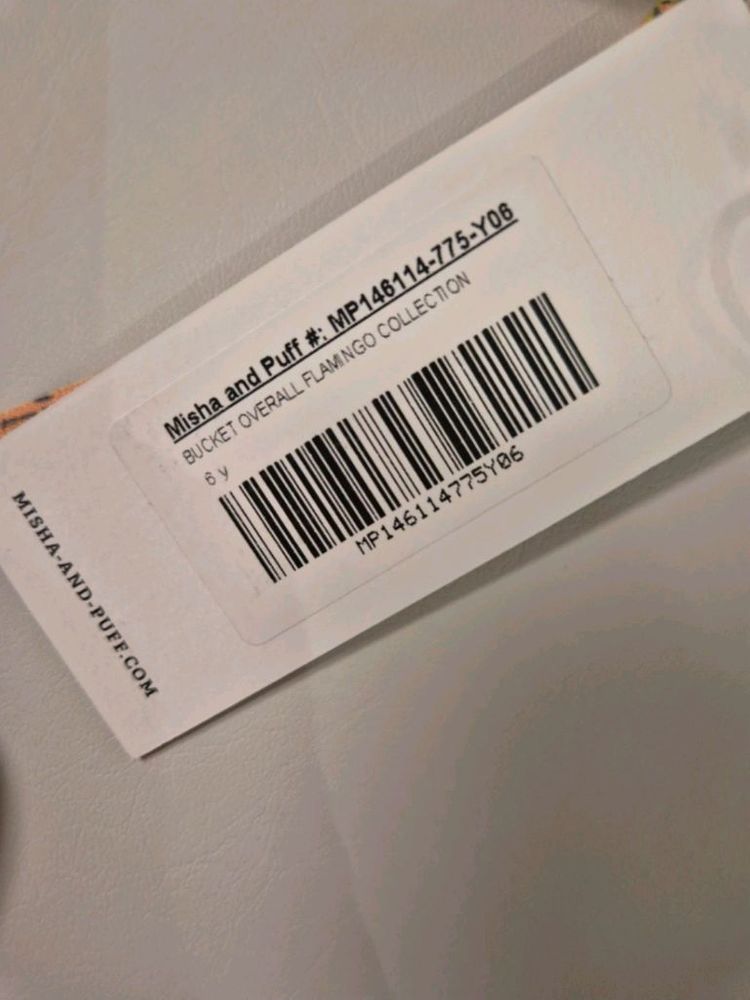 Misha and Puff #: MP146114-775-Y06
BUCKET OVERALL FLAMINGO COLLECTION
6 y
MP146114775Y06
MISHA-AND-PUFF.COM